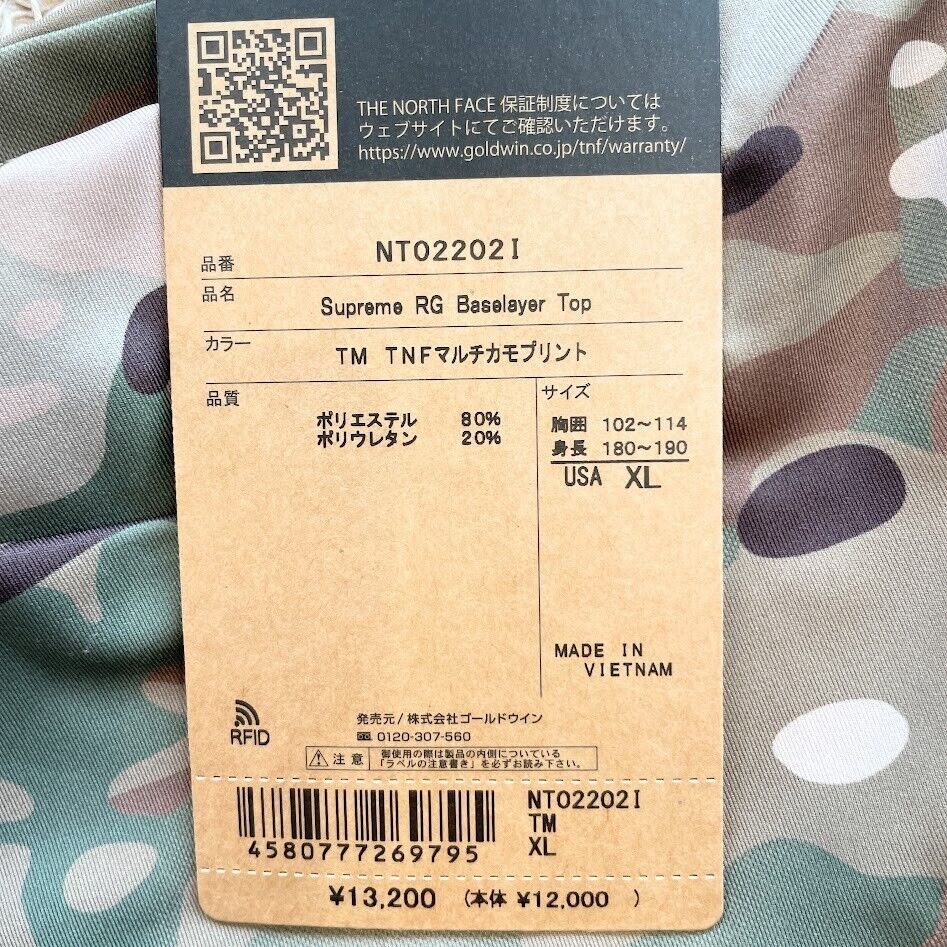 THE NORTH FACE 保証制度については
ウェブサイトにてご確認いただけます。
https://www.goldwin.co.jp/tnf/warranty/
品番 NT02202I
品名 Supreme RG Baselayer Top
カラー TM TNFマルチカモプリント
品質
ポリエステル 80%
ポリウレタン 20%
サイズ
胸囲 102～114
身長 180～190
USA XL
MADE IN
VIETNAM
RFID
発売元/株式会社ゴールドウイン
0120-307-560
注意
御使用の際は製品の内側についている
「ラベルの注意書き」を必ずお読み下さい。
4580777269795
NT02202I
TM
XL
¥13,200 (本体 ¥12,000 )